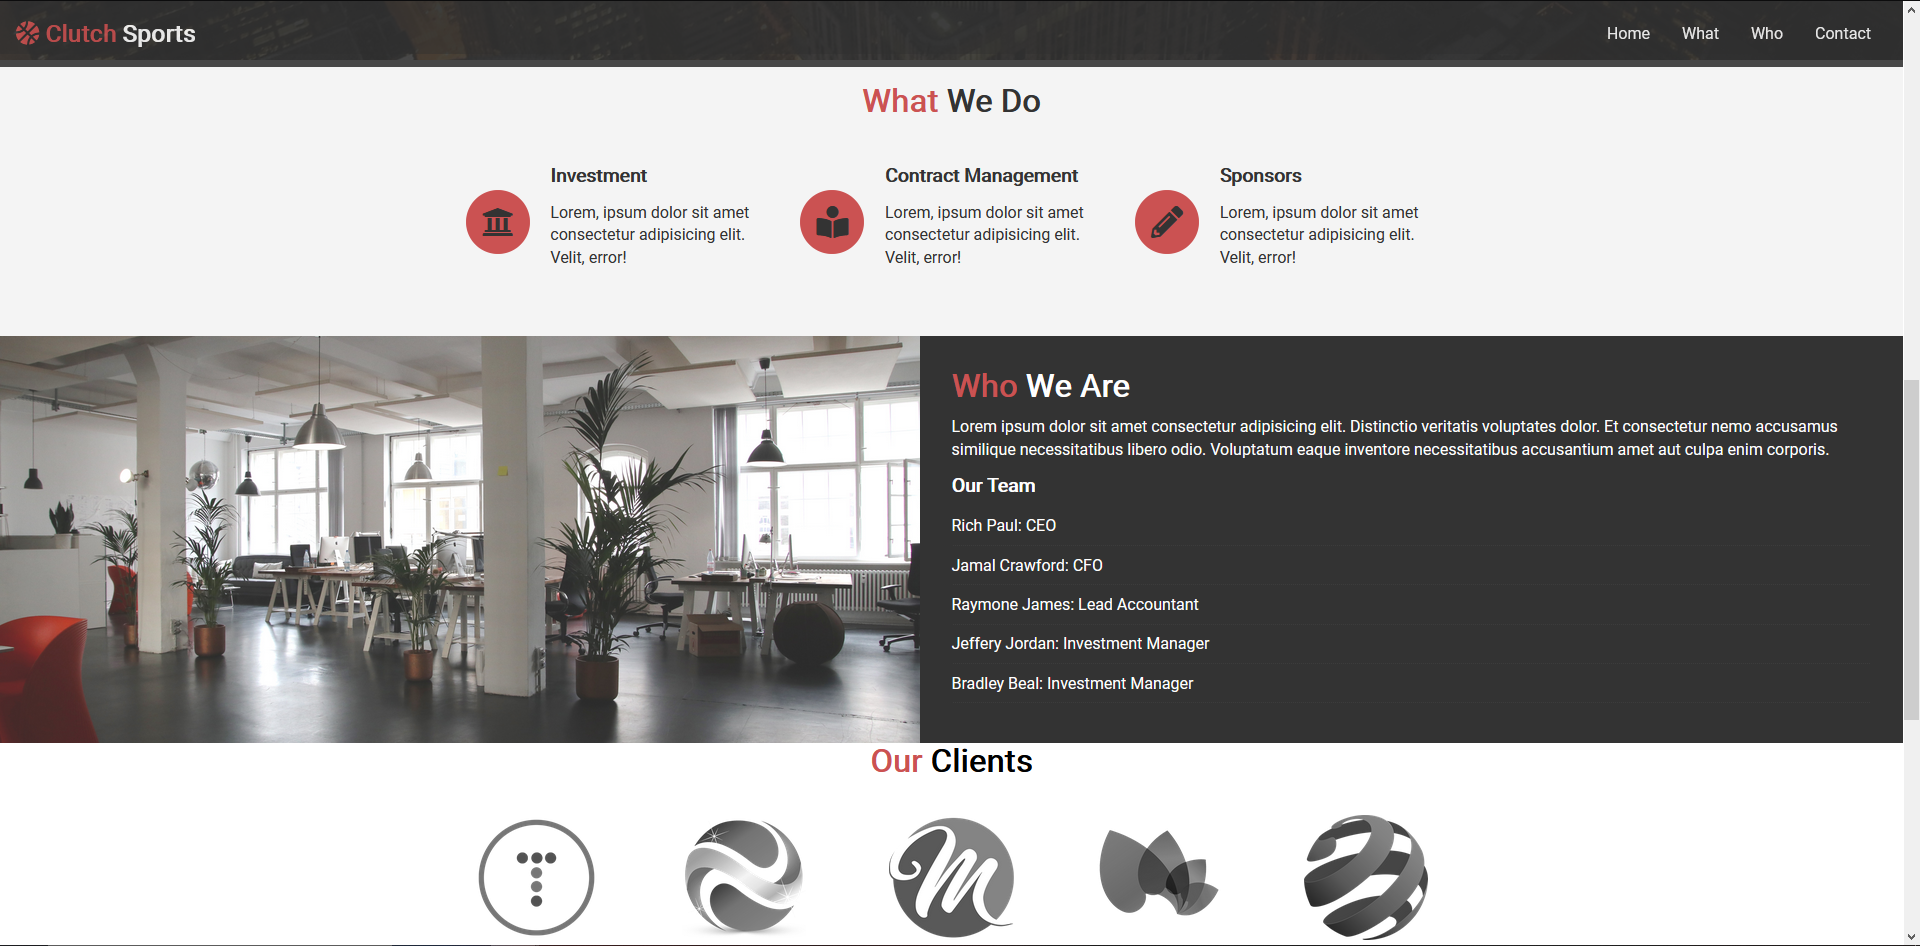 Clutch Sports
Home What Who Contact
What We Do
Investment
Lorem, ipsum dolor sit amet
consectetur adipisicing elit.
Velit, error!
Contract Management
Lorem, ipsum dolor sit amet
consectetur adipisicing elit.
Velit, error!
Sponsors
Lorem, ipsum dolor sit amet
consectetur adipisicing elit.
Velit, error!
Who We Are
Lorem ipsum dolor sit amet consectetur adipisicing elit. Distinctio veritatis voluptates dolor. Et consectetur nemo accusamus
similique necessitatibus libero odio. Voluptatum eaque inventore necessitatibus accusantium amet aut culpa enim corporis.
Our Team
Rich Paul: CEO
Jamal Crawford: CFO
Raymone James: Lead Accountant
Jeffery Jordan: Investment Manager
Bradley Beal: Investment Manager
Our Clients
T
M